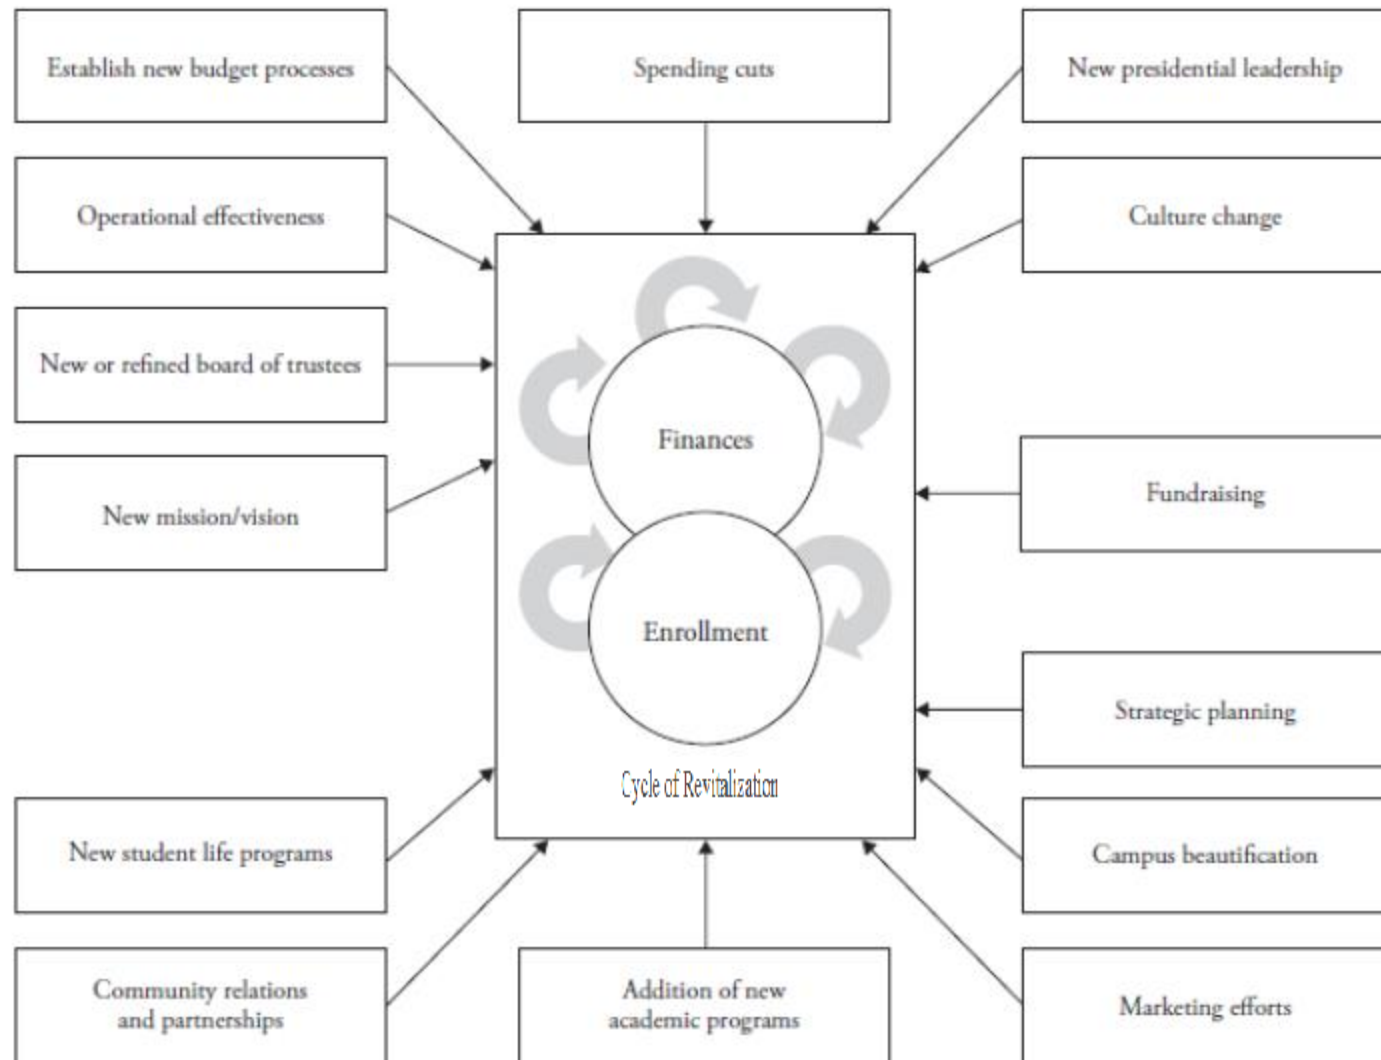 Establish new budget processes
Spending cuts
New presidential leadership
Operational effectiveness
Culture change
New or refined board of trustees
Finances
Fundraising
New mission/vision
Enrollment
Strategic planning
Cycle of Revitalization
New student life programs
Campus beautification
Community relations
and partnerships
Addition of new
academic programs
Marketing efforts